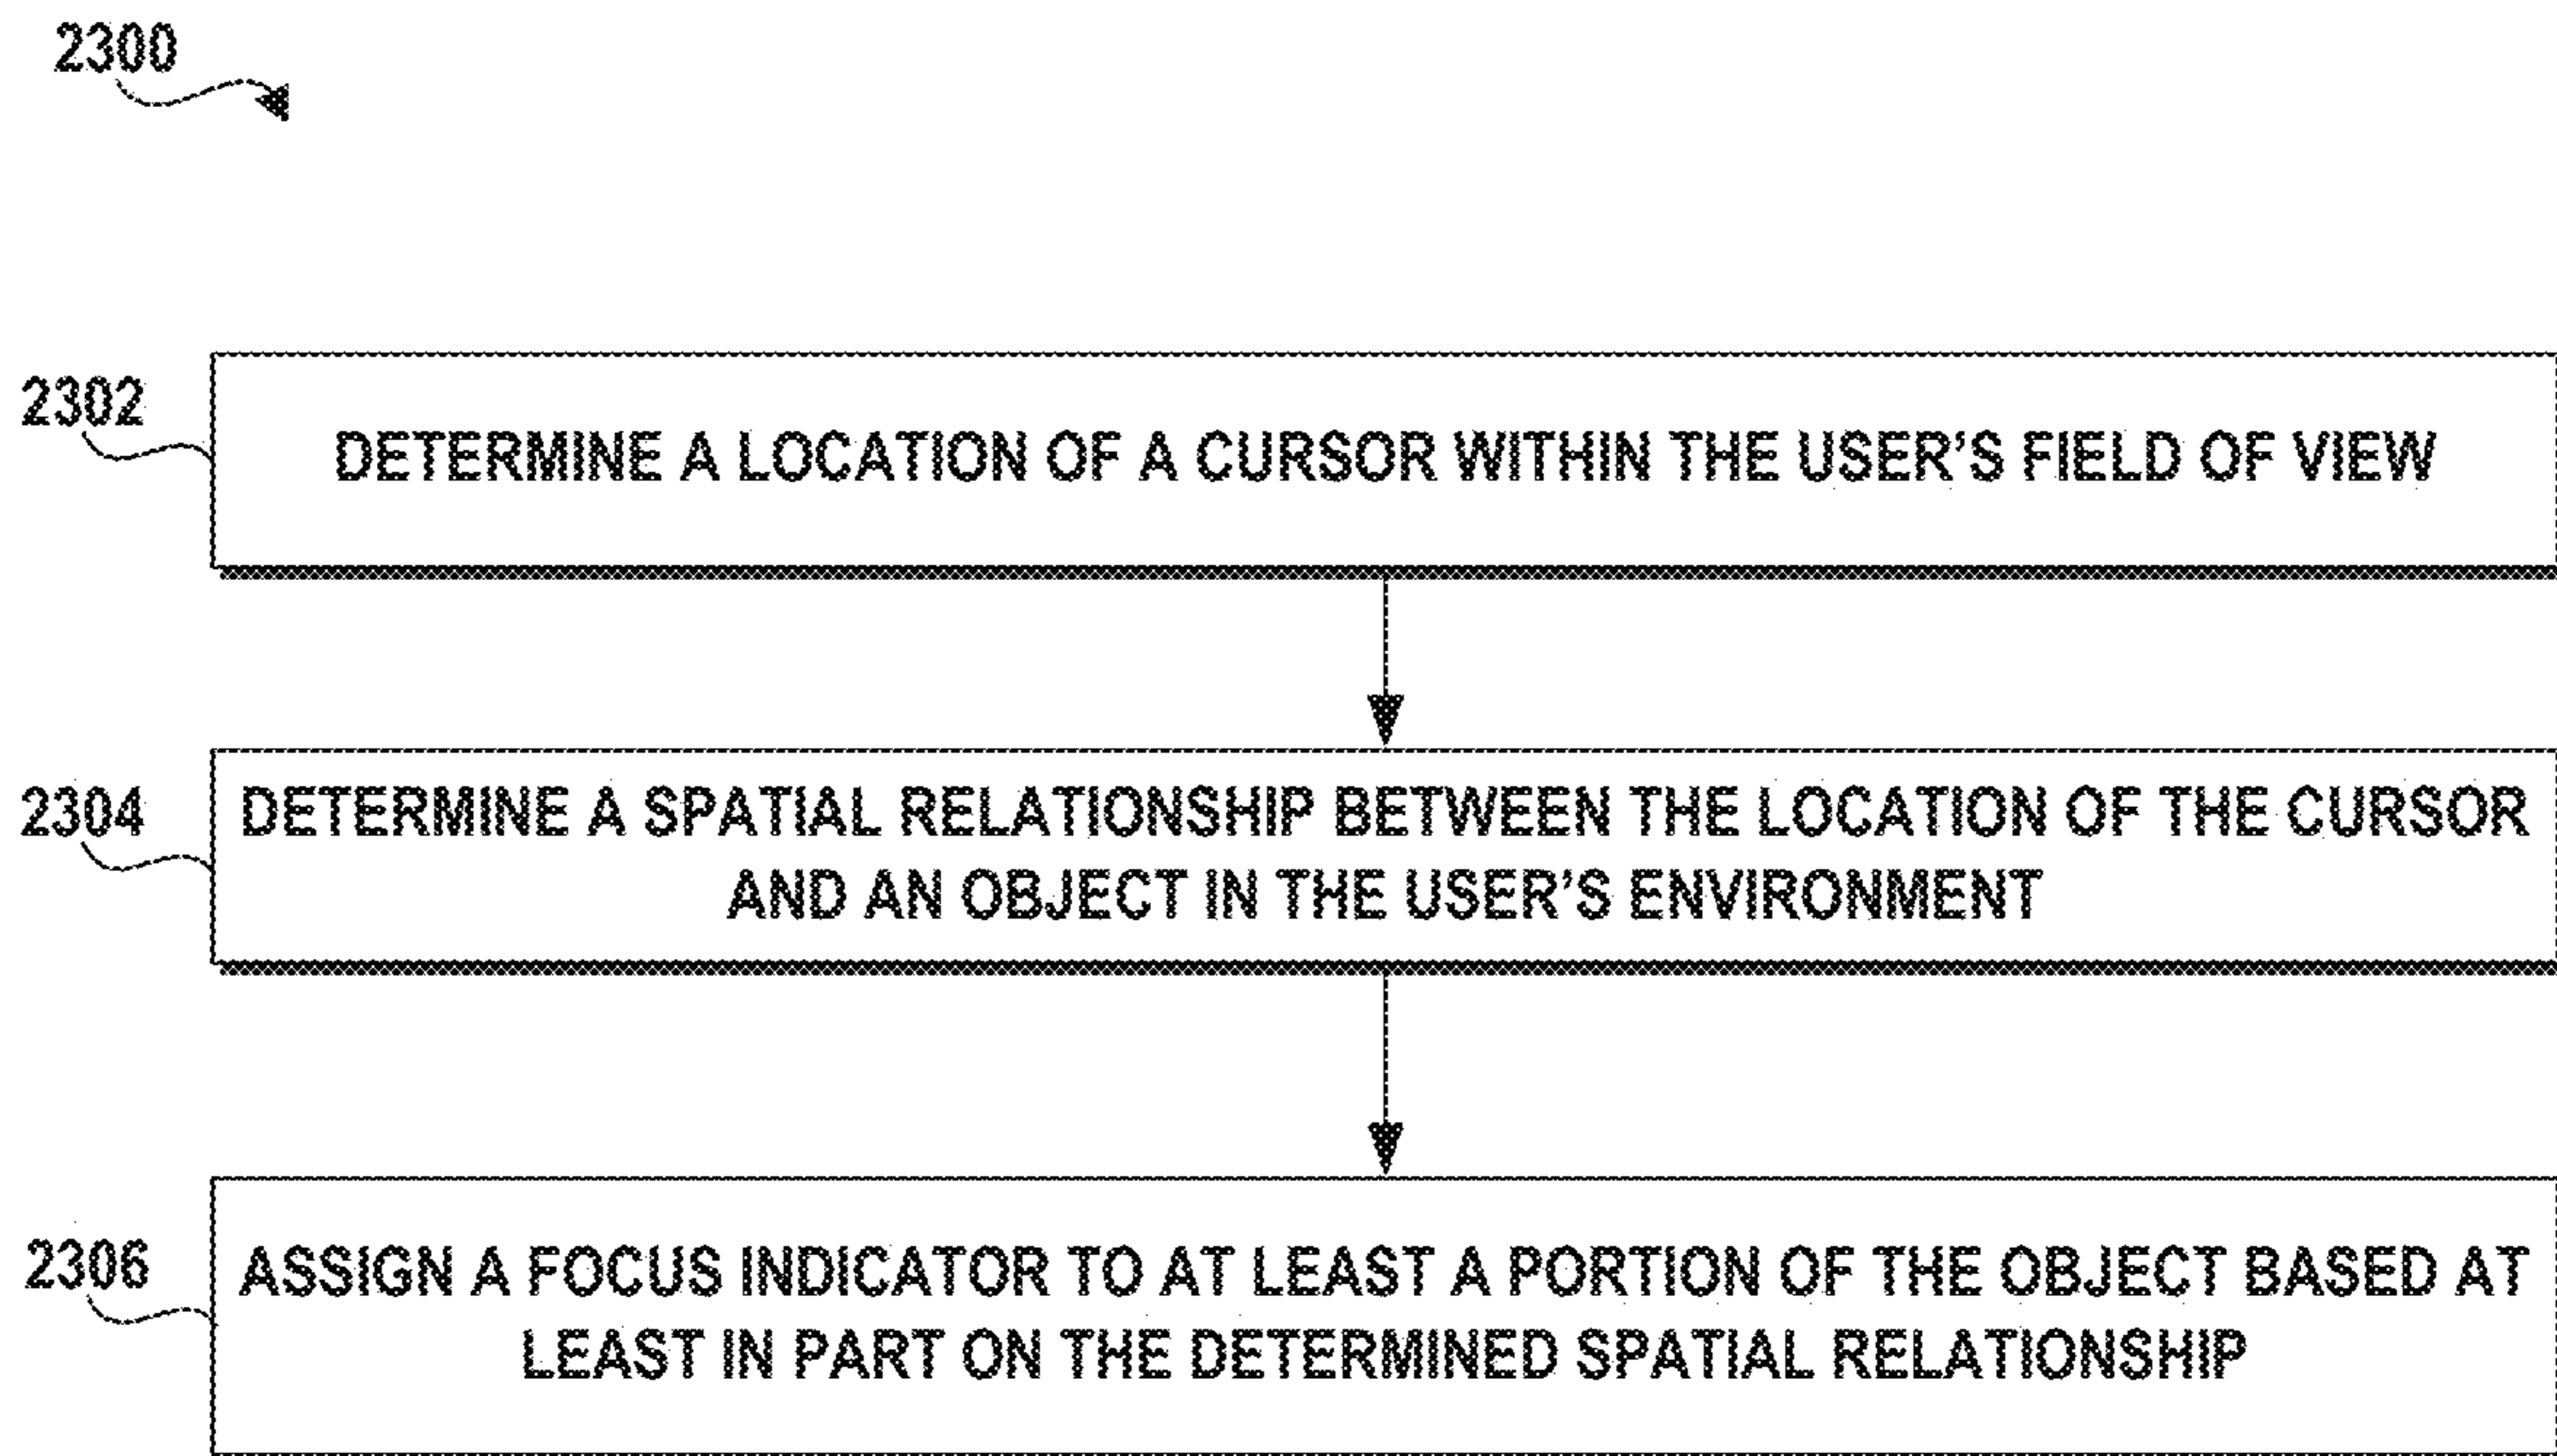 2300
2302
DETERMINE A LOCATION OF A CURSOR WITHIN THE USER'S FIELD OF VIEW
2304
DETERMINE A SPATIAL RELATIONSHIP BETWEEN THE LOCATION OF THE CURSOR
AND AN OBJECT IN THE USER'S ENVIRONMENT
2306
ASSIGN A FOCUS INDICATOR TO AT LEAST A PORTION OF THE OBJECT BASED AT
LEAST IN PART ON THE DETERMINED SPATIAL RELATIONSHIP